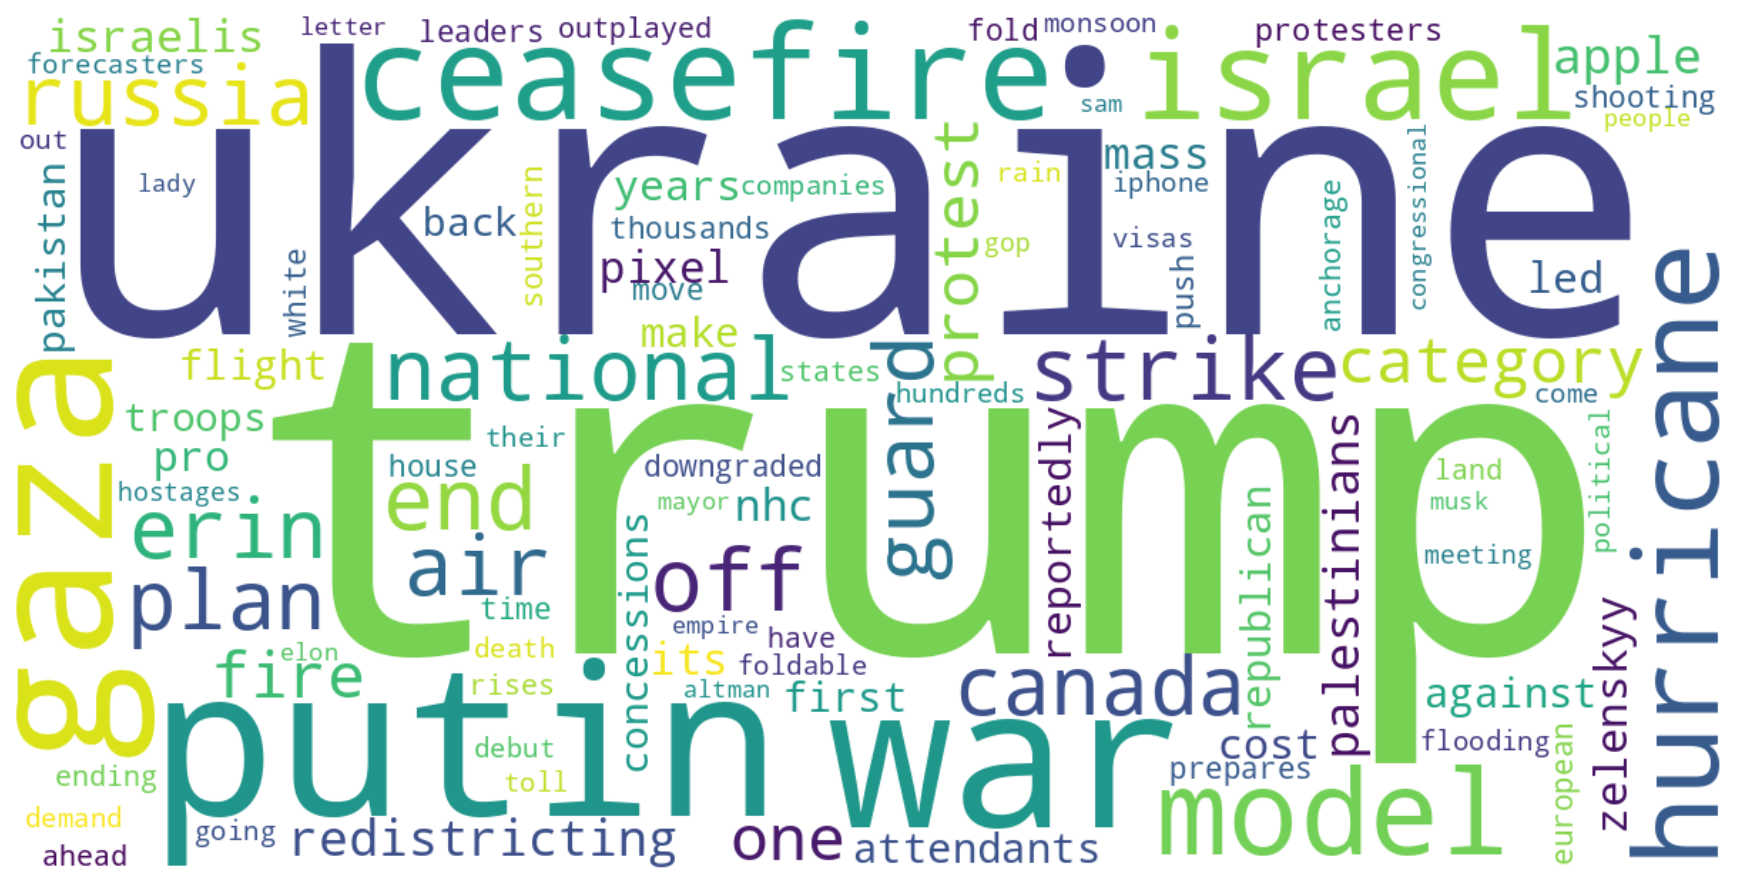 israelis
letter
leaders
outplayed
fold
monsoon
protesters
forecasters
russia
ceasefire
israel
apple
sam
shooting
people
out
ukraine
lady
pakistan
white
back
southern
years
companies
thousands
pixel
move
make
protest
rain
gop
mass
iphone
visas
push
anchorage
congressional
led
hurricane
gaza
flight
national
states
guard
hundreds
strike
category
come
troops
trump
their
pro
house
downgraded
hostages
end
mayor
nhc
reportedly
palestinians
land
musk
political
meeting
erin
air
off
republican
plan
time
concessions
empire
have
zelenskyy
elon
fire
death
its
foldable
rises
altman
first
canada
against
putin
war
debut
cost
flooding
ending
toll
prepares
european
model
demand
going
redistricting
one
attendants
ahead